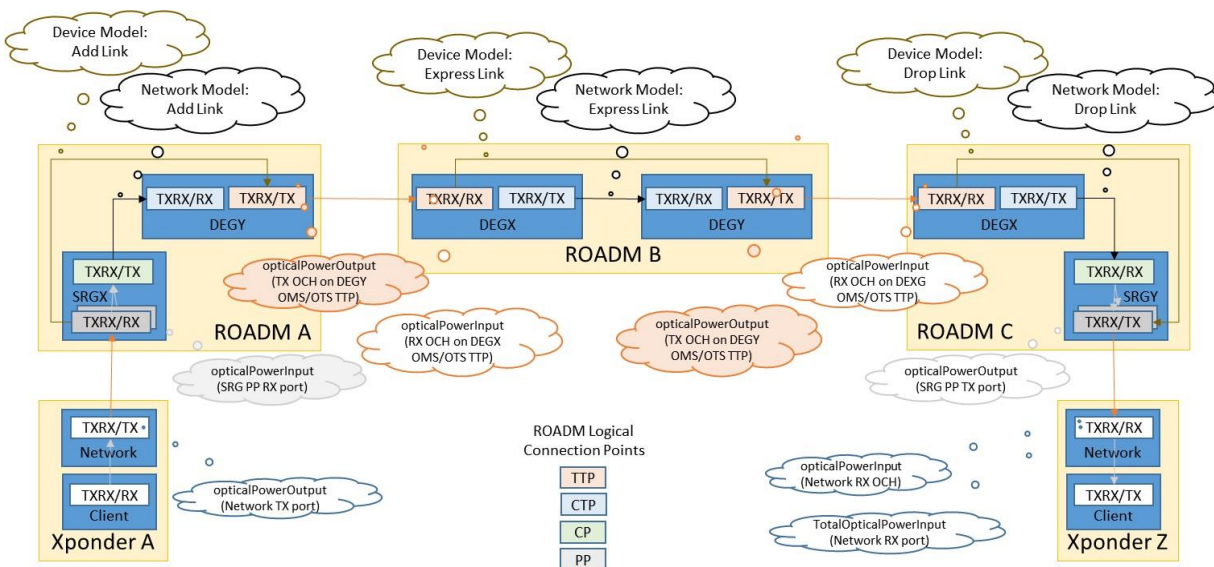 Device Model:
Add Link
Network Model:
Add Link
Device Model:
Express Link
Network Model:
Express Link
Device Model:
Drop Link
Network Model:
Drop Link
TXRX/RX
TXRX/TX
DEGY
TXRX/TX
SRGX
TXRX/RX
ROADM A
TXRX/RX
TXRX/TX
DEGX
TXRX/RX
TXRX/TX
DEGY
ROADM B
TXRX/RX
TXRX/TX
DEGX
TXRX/RX
SRGY
TXRX/TX
ROADM C
opticalPowerOutput
(TX OCH on DEGY
OMS/OTS TTP)
opticalPowerInput
(RX OCH on DEGX
OMS/OTS TTP)
opticalPowerOutput
(TX OCH on DEGY
OMS/OTS TTP)
opticalPowerInput
(RX OCH on DEXG
OMS/OTS TTP)
opticalPowerInput
(SRG PP RX port)
opticalPowerOutput
(SRG PP TX port)
TXRX/TX
Network
TXRX/RX
Client
Xponder A
opticalPowerOutput
(Network TX port)
ROADM Logical
Connection Points
TTP
CTP
CP
PP
opticalPowerInput
(Network RX OCH)
TotalOpticalPowerInput
(Network RX port)
TXRX/RX
Network
TXRX/TX
Client
Xponder Z